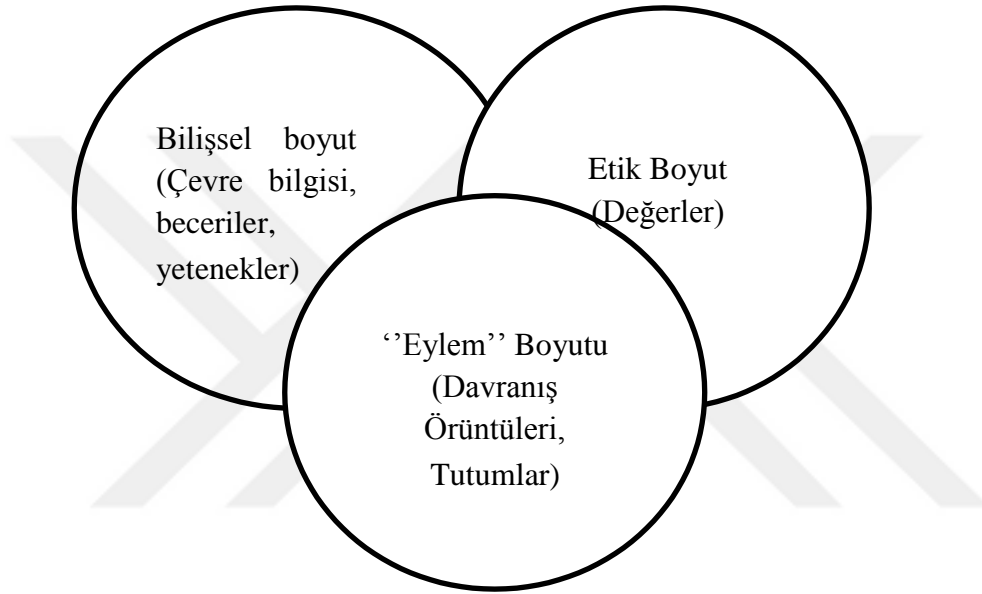 Bilişsel boyut
(Çevre bilgisi,
beceriler,
yetenekler)
Etik Boyut
(Değerler)
‘’Eylem’’ Boyutu
(Davranış
Örüntüleri,
Tutumlar)